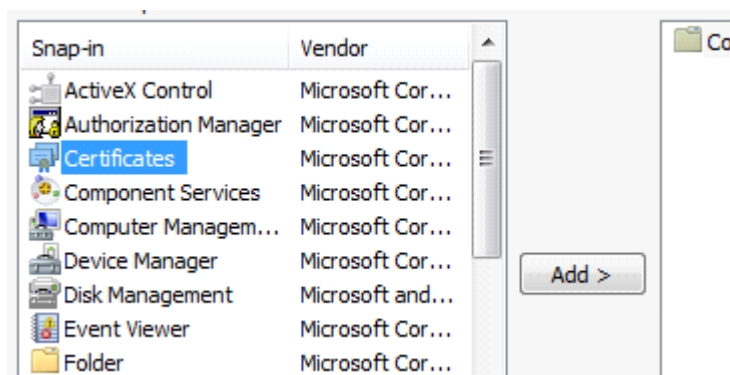 Snap-in Vendor
ActiveX Control Microsoft Cor...
Authorization Manager Microsoft Cor...
Certificates Microsoft Cor...
Component Services Microsoft Cor...
Computer Managem... Microsoft Cor...
Device Manager Microsoft Cor...
Disk Management Microsoft and...
Event Viewer Microsoft Cor...
Folder Microsoft Cor...
Add >
Co